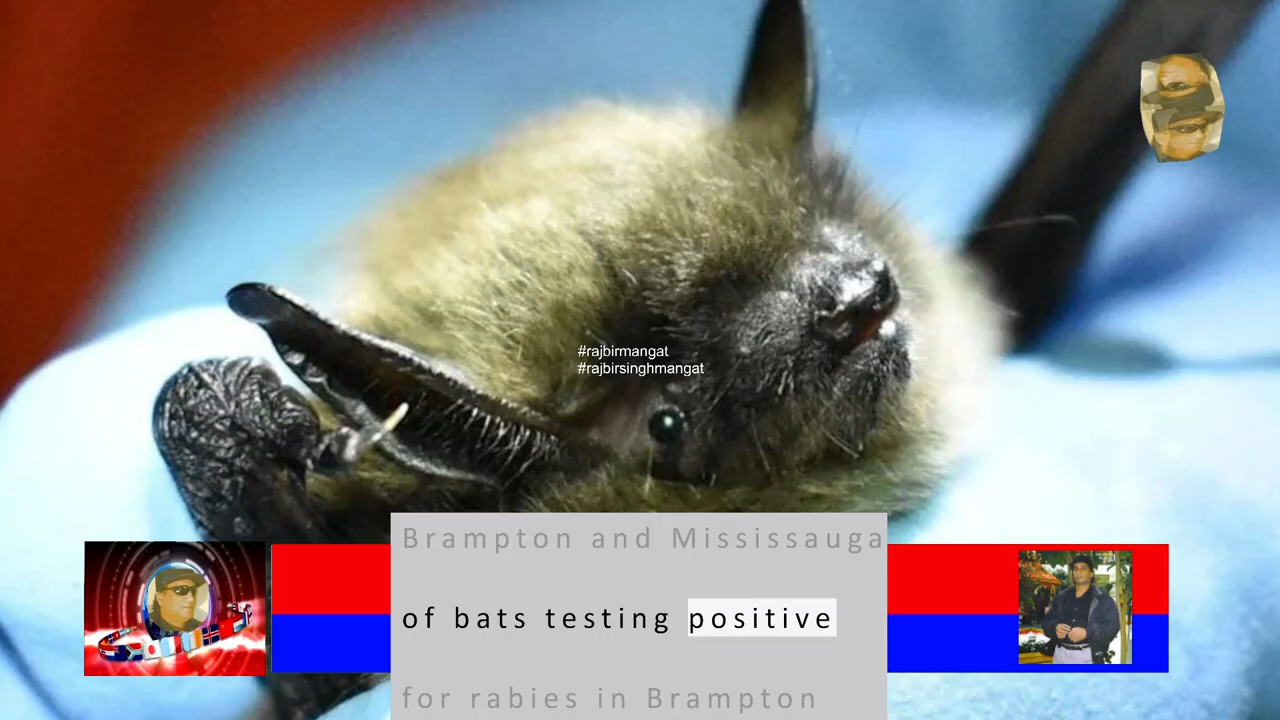 #rajbirmangat
#rajbirsinghmangat
Brampton and Mississauga
of bats testing positive
for rabies in Brampton